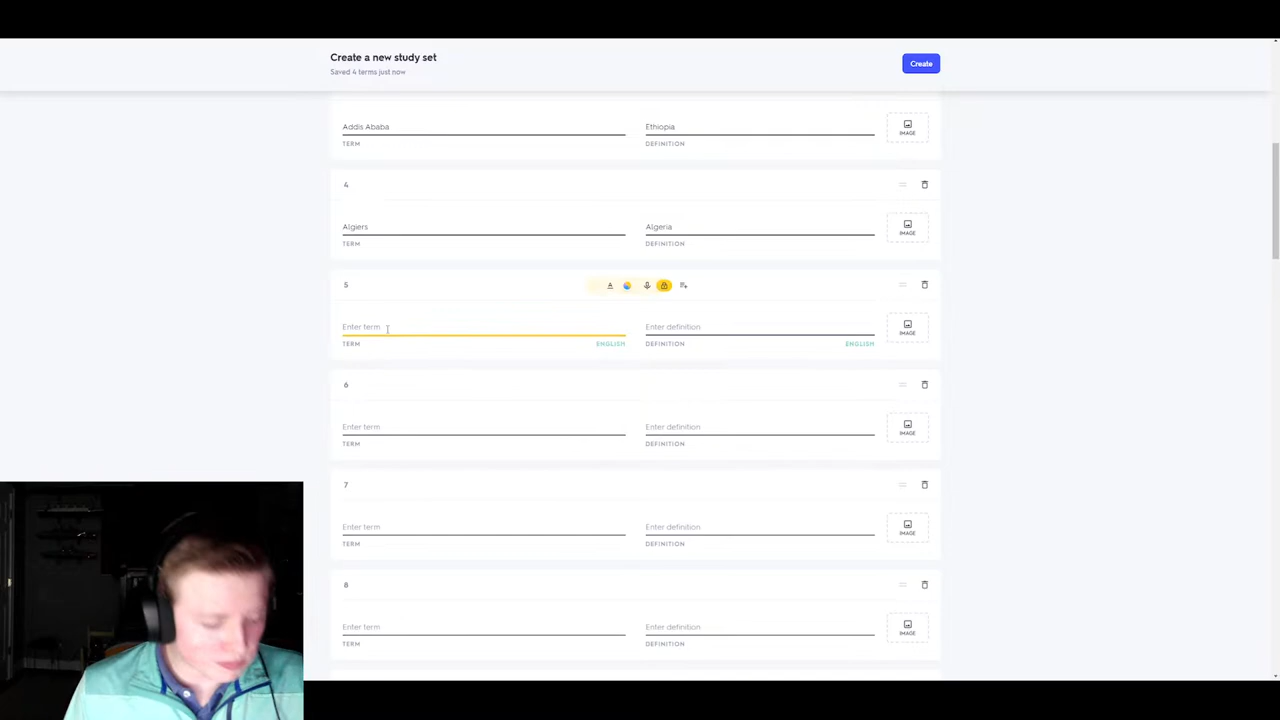 Create a new study set
Saved 4 terms just now
Create
Addis Ababa
Ethiopia
IMAGE
TERM
DEFINITION
4
Algiers
Algeria
IMAGE
TERM
DEFINITION
5
Enter term
Enter definition
IMAGE
TERM
ENGLISH
DEFINITION
ENGLISH
6
Enter term
Enter definition
IMAGE
TERM
DEFINITION
7
Enter term
Enter definition
IMAGE
TERM
DEFINITION
8
Enter term
Enter definition
IMAGE
TERM
DEFINITION